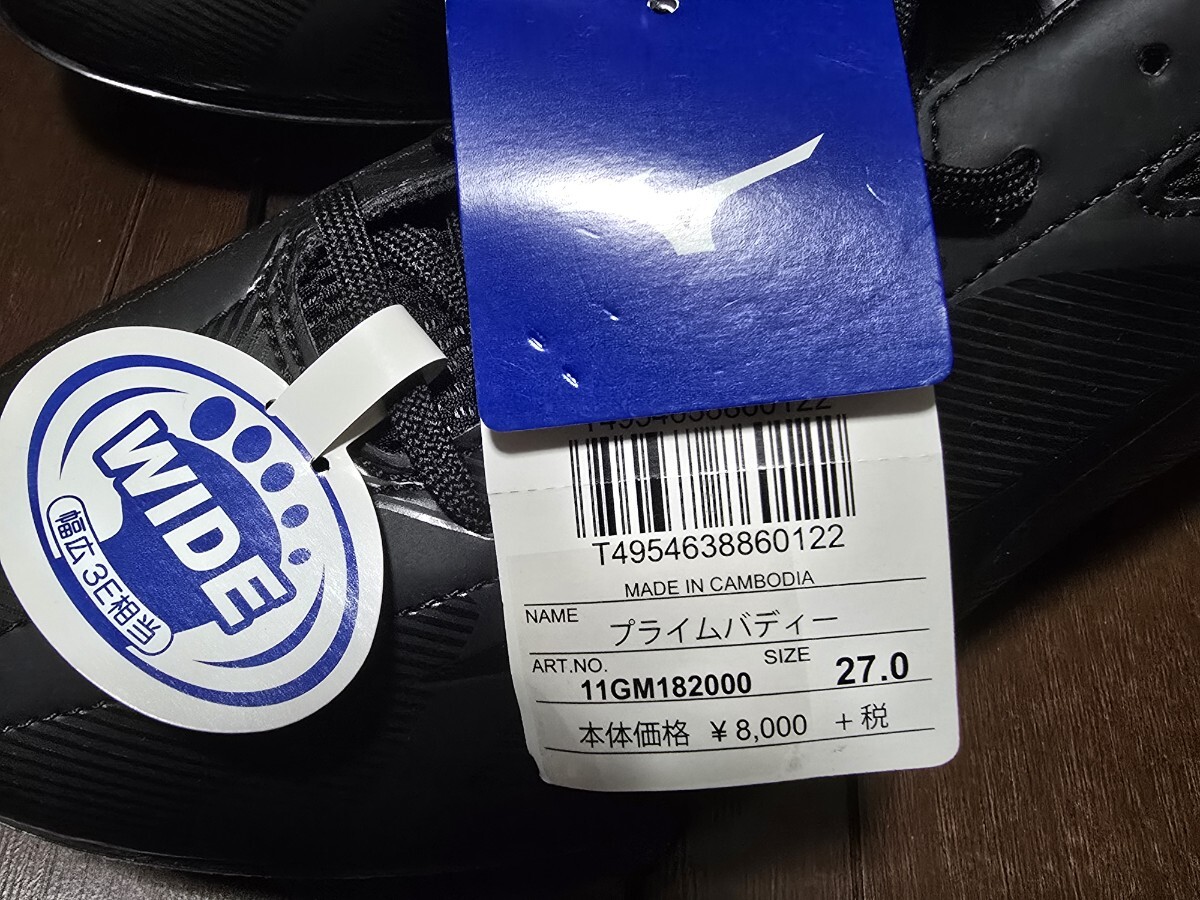 WIDE
幅広 3E相当
T4954638860122
T4954638860122
MADE IN CAMBODIA
NAME プライムバディー
ART.NO. 11GM182000 SIZE 27.0
本体価格 ¥8,000 +税